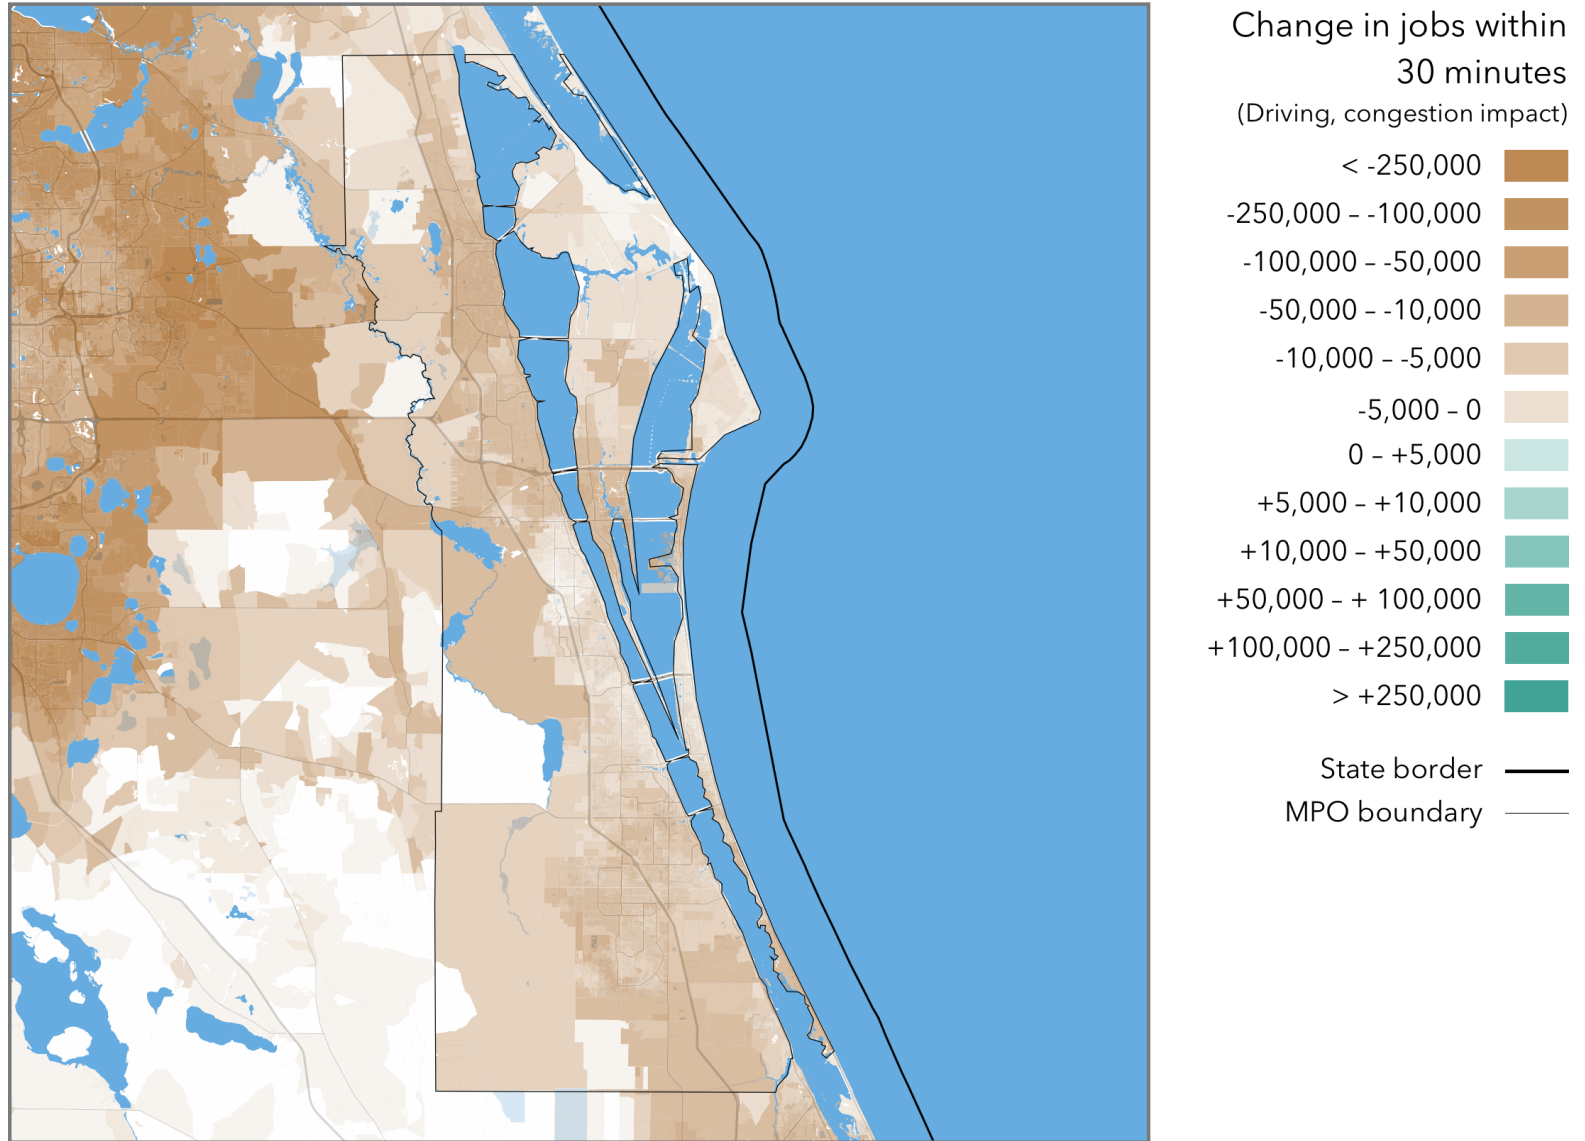 Change in jobs within
30 minutes
(Driving, congestion impact)
< -250,000
-250,000 – -100,000
-100,000 – -50,000
-50,000 – -10,000
-10,000 – -5,000
-5,000 – 0
0 – +5,000
+5,000 – +10,000
+10,000 – +50,000
+50,000 – + 100,000
+100,000 – +250,000
> +250,000
State border
MPO boundary